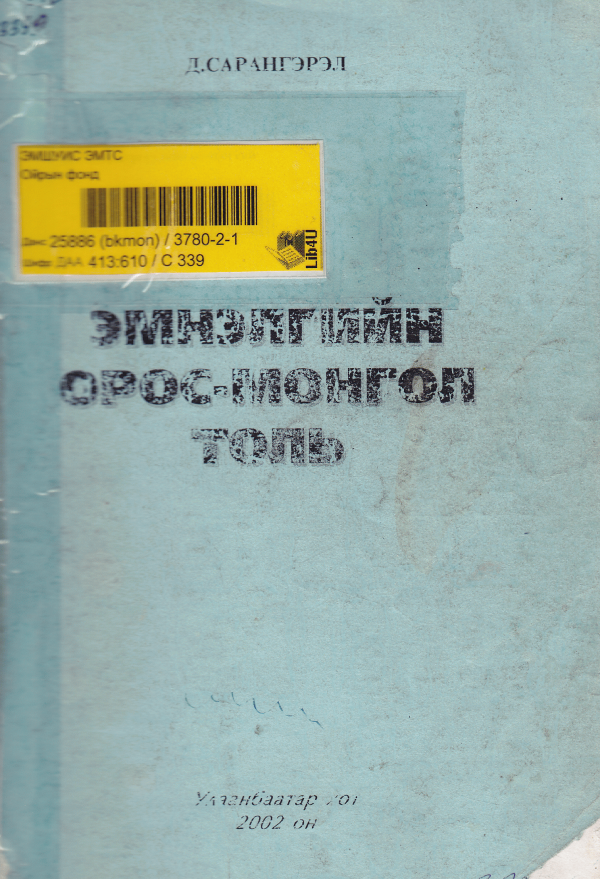 Д.САРАНГЭРЭЛ
ЭМШУИС ЭМТС
Ойрын фонд
Данс 25886 (bkmon) / 3780-2-1
Шифр ДАА 413:610 / С 339
Lib4U
ЭМНЭЛГИЙН
ОРОС-МОНГОЛ
ТОЛЬ
Улаанбаатар хот
2002 он